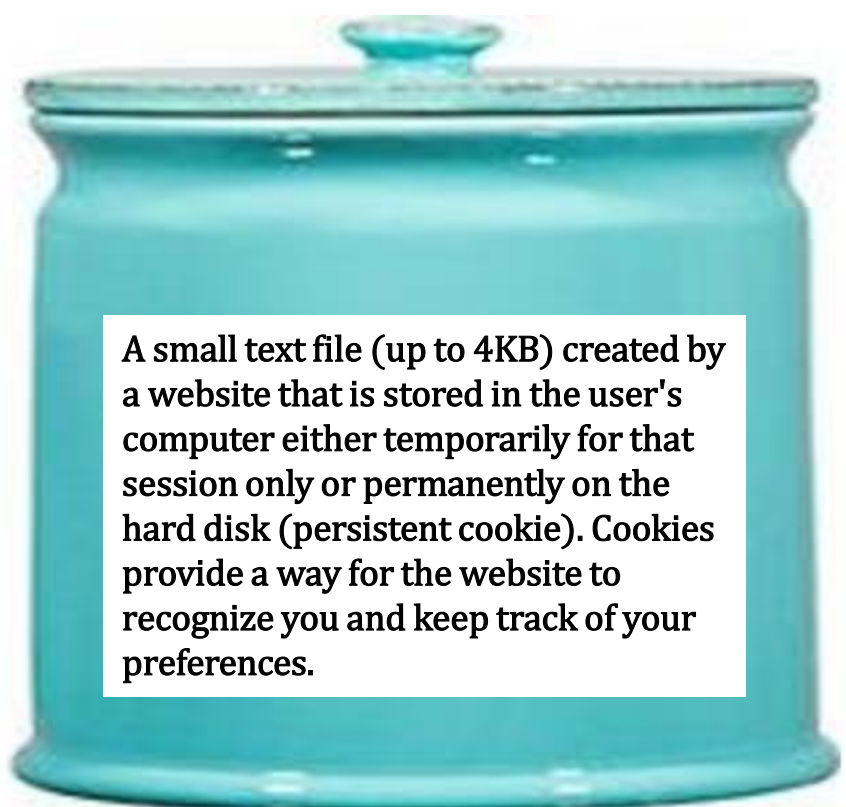 A small text file (up to 4KB) created by
a website that is stored in the user's
computer either temporarily for that
session only or permanently on the
hard disk (persistent cookie). Cookies
provide a way for the website to
recognize you and keep track of your
preferences.